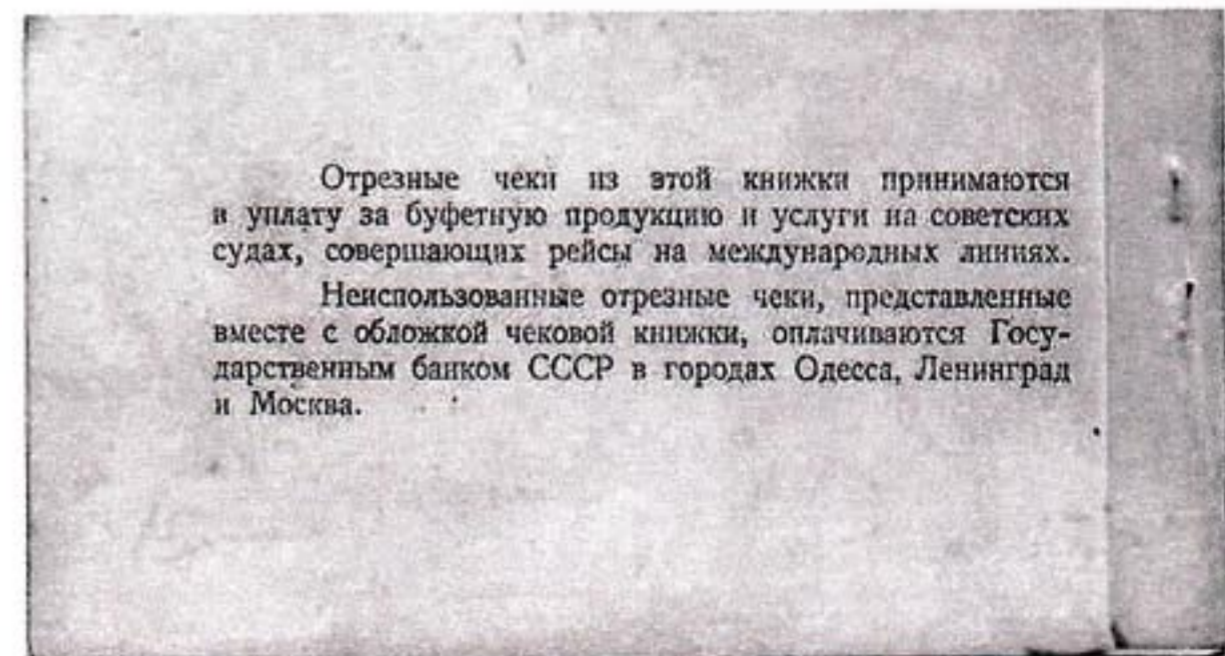 Отрезные чеки из этой книжки принимаются
в уплату за буфетную продукцию и услуги на советских
судах, совершающих рейсы на международных линиях.
Неиспользованные отрезные чеки, представленные
вместе с обложкой чековой книжки, оплачиваются Госу-
дарственным банком СССР в городах Одесса, Ленинград
и Москва.